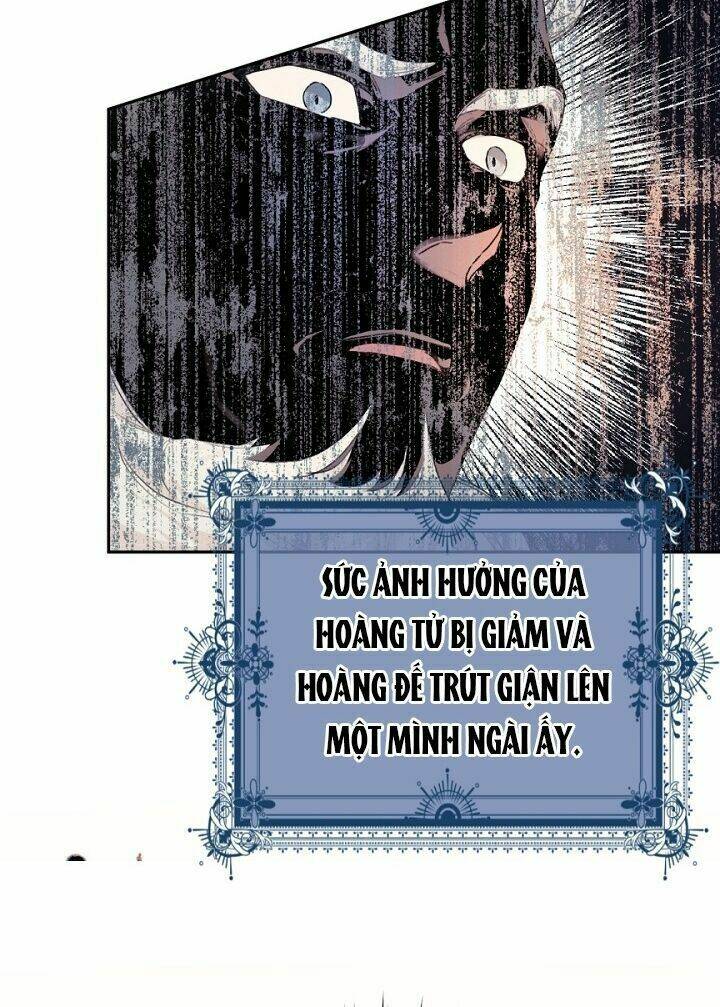 SỨC ẢNH HƯỞNG CỦA
HOÀNG TỬ BỊ GIẢM VÀ
HOÀNG ĐẾ TRÚT GIẬN LÊN
MỘT MÌNH NGÀI ẤY.